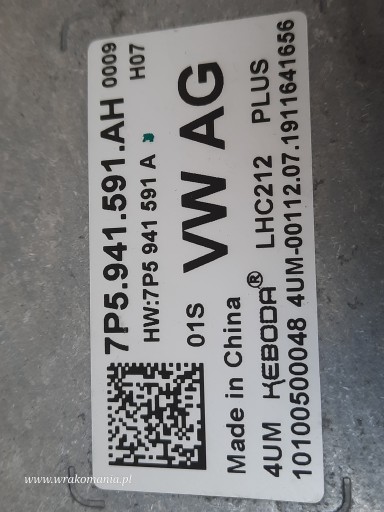 7P5.941.591.AH 0009
HW:7P5 941 591 A H07
01S VW AG
Made in China
4UM KEBODA® LHC212 PLUS
10100500048 4UM-00112.07.1911641656
www.wrakomania.pl